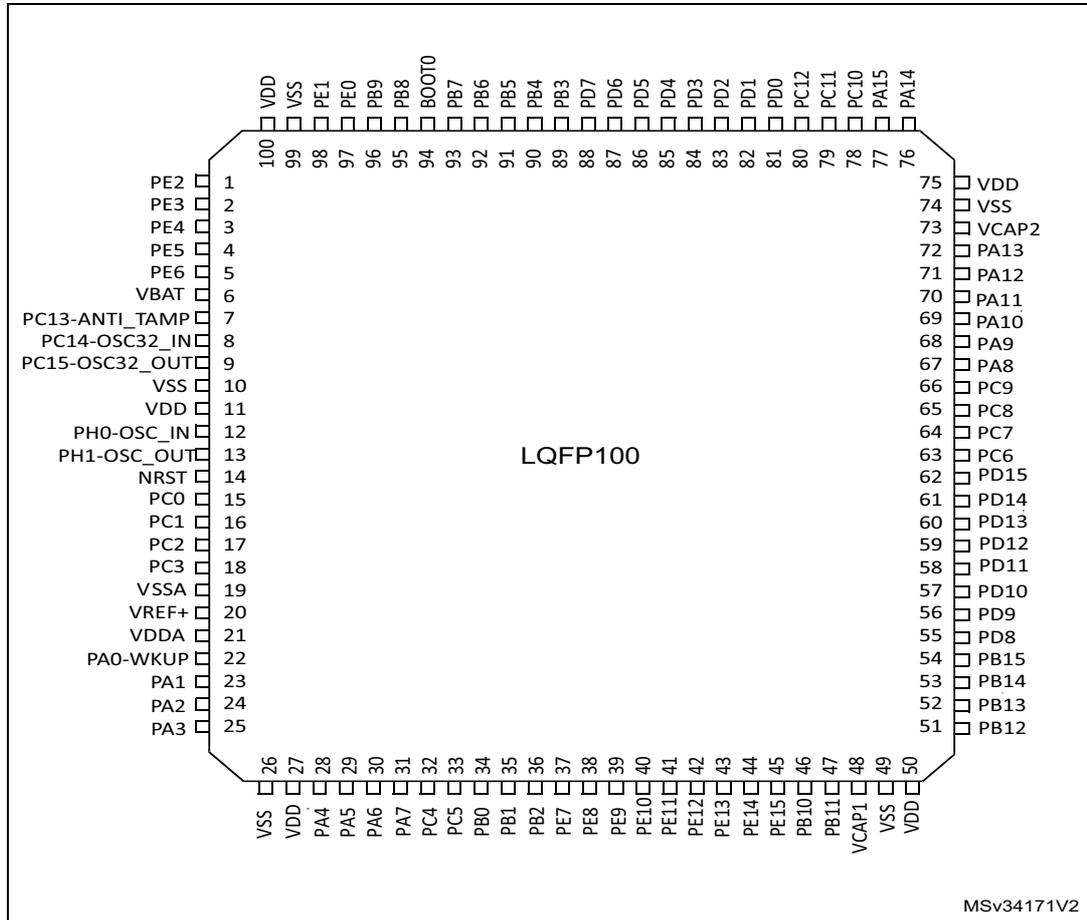 VDD VSS PE1 PE0 PB9 PB8 BOOT0 PB7 PB6 PB5 PB4 PB3 PD7 PD6 PD5 PD4 PD3 PD2 PD1 PD0 PC12 PC11 PC10 PA15 PA14
100 99 98 97 96 95 94 93 92 91 90 89 88 87 86 85 84 83 82 81 80 79 78 77 76
PE2 1 75 VDD
PE3 2 74 VSS
PE4 3 73 VCAP2
PE5 4 72 PA13
PE6 5 71 PA12
VBAT 6 70 PA11
PC13-ANTI_TAMP 7 69 PA10
PC14-OSC32_IN 8 68 PA9
PC15-OSC32_OUT 9 67 PA8
VSS 10 66 PC9
VDD 11 65 PC8
PH0-OSC_IN 12 64 PC7
PH1-OSC_OUT 13 LQFP100 63 PC6
NRST 14 62 PD15
PC0 15 61 PD14
PC1 16 60 PD13
PC2 17 59 PD12
PC3 18 58 PD11
VSSA 19 57 PD10
VREF+ 20 56 PD9
VDDA 21 55 PD8
PA0-WKUP 22 54 PB15
PA1 23 53 PB14
PA2 24 52 PB13
PA3 25 51 PB12
26 27 28 29 30 31 32 33 34 35 36 37 38 39 40 41 42 43 44 45 46 47 48 49 50
VSS VDD PA4 PA5 PA6 PA7 PC4 PC5 PB0 PB1 PB2 PE7 PE8 PE9 PE10 PE11 PE12 PE13 PE14 PE15 PB10 PB11 VCAP1 VSS VDD
MSv34171V2